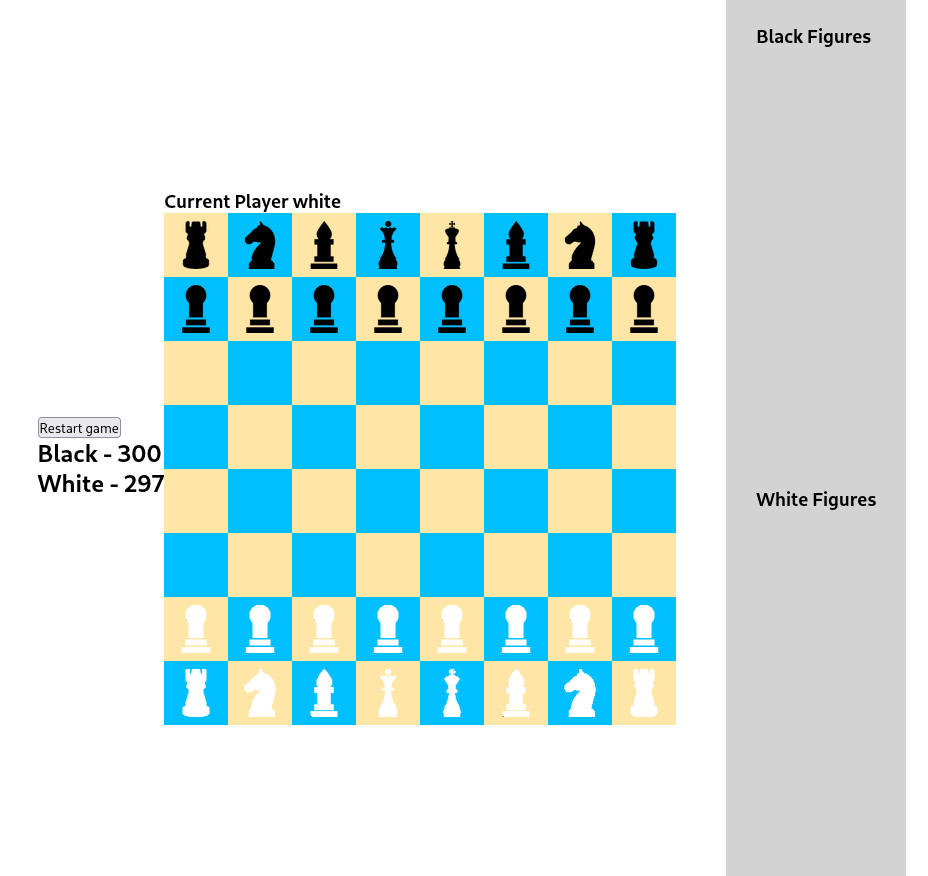 Black Figures
Current Player white
Restart game
Black - 300
White - 297
White Figures